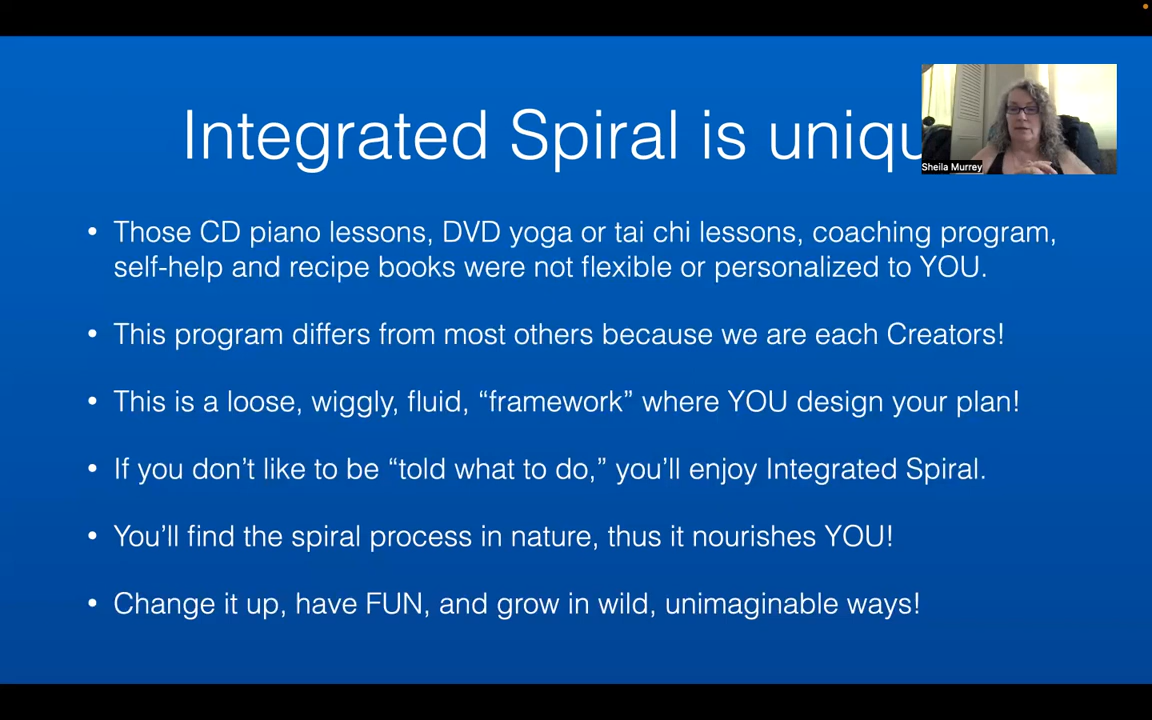 Integrated Spiral is uniqu
Sheila Murrey
• Those CD piano lessons, DVD yoga or tai chi lessons, coaching program,
self-help and recipe books were not flexible or personalized to YOU.
• This program differs from most others because we are each Creators!
• This is a loose, wiggly, fluid, “framework” where YOU design your plan!
• If you don’t like to be “told what to do,” you’ll enjoy Integrated Spiral.
• You’ll find the spiral process in nature, thus it nourishes YOU!
• Change it up, have FUN, and grow in wild, unimaginable ways!